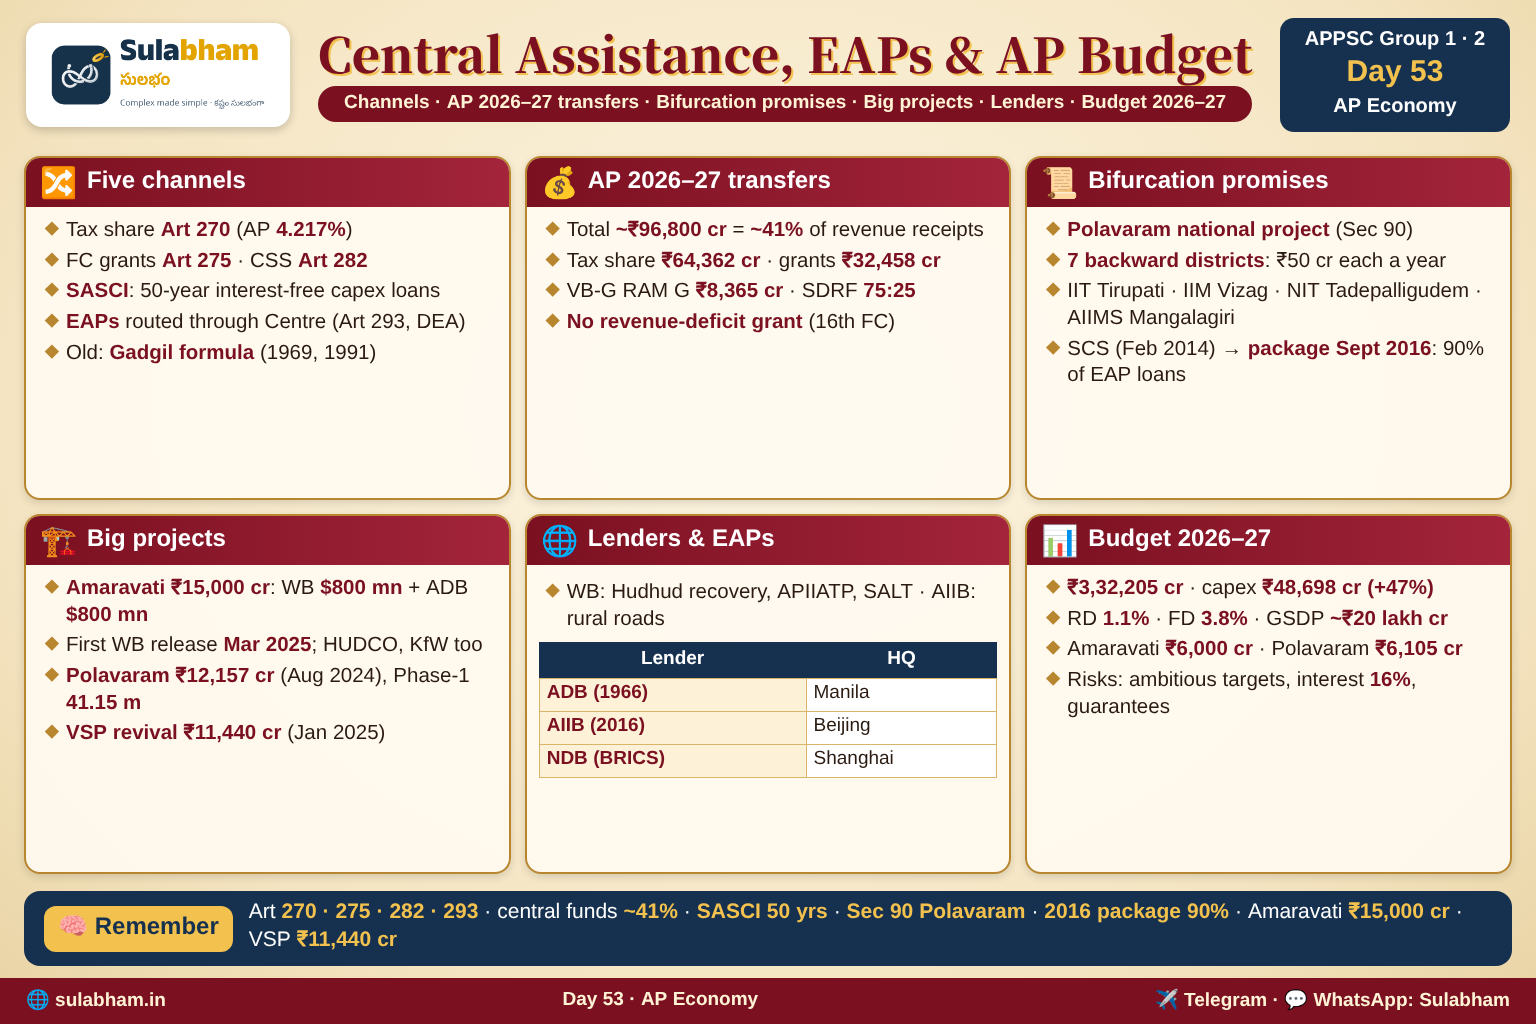 Sulabham
సులభం
Complex made simple · కష్టం సులభంగా
Central Assistance, EAPs & AP Budget
Channels · AP 2026–27 transfers · Bifurcation promises · Big projects · Lenders · Budget 2026–27
APPSC Group 1 · 2
Day 53
AP Economy
Five channels
Tax share Art 270 (AP 4.217%)
FC grants Art 275 · CSS Art 282
SASCI: 50-year interest-free capex loans
EAPs routed through Centre (Art 293, DEA)
Old: Gadgil formula (1969, 1991)
AP 2026–27 transfers
Total ~₹96,800 cr = ~41% of revenue receipts
Tax share ₹64,362 cr · grants ₹32,458 cr
VB-G RAM G ₹8,365 cr · SDRF 75:25
No revenue-deficit grant (16th FC)
Bifurcation promises
Polavaram national project (Sec 90)
7 backward districts: ₹50 cr each a year
IIT Tirupati · IIM Vizag · NIT Tadepalligudem ·
AIIMS Mangalagiri
SCS (Feb 2014) → package Sept 2016: 90%
of EAP loans
Big projects
Amaravati ₹15,000 cr: WB $800 mn + ADB
$800 mn
First WB release Mar 2025; HUDCO, KfW too
Polavaram ₹12,157 cr (Aug 2024), Phase-1
41.15 m
VSP revival ₹11,440 cr (Jan 2025)
Lenders & EAPs
WB: Hudhud recovery, APIIATP, SALT · AIIB:
rural roads
Lender HQ
ADB (1966) Manila
AIIB (2016) Beijing
NDB (BRICS) Shanghai
Budget 2026–27
₹3,32,205 cr · capex ₹48,698 cr (+47%)
RD 1.1% · FD 3.8% · GSDP ~₹20 lakh cr
Amaravati ₹6,000 cr · Polavaram ₹6,105 cr
Risks: ambitious targets, interest 16%,
guarantees
Remember
Art 270 · 275 · 282 · 293 · central funds ~41% · SASCI 50 yrs · Sec 90 Polavaram · 2016 package 90% · Amaravati ₹15,000 cr ·
VSP ₹11,440 cr
sulabham.in
Day 53 · AP Economy
Telegram · WhatsApp: Sulabham